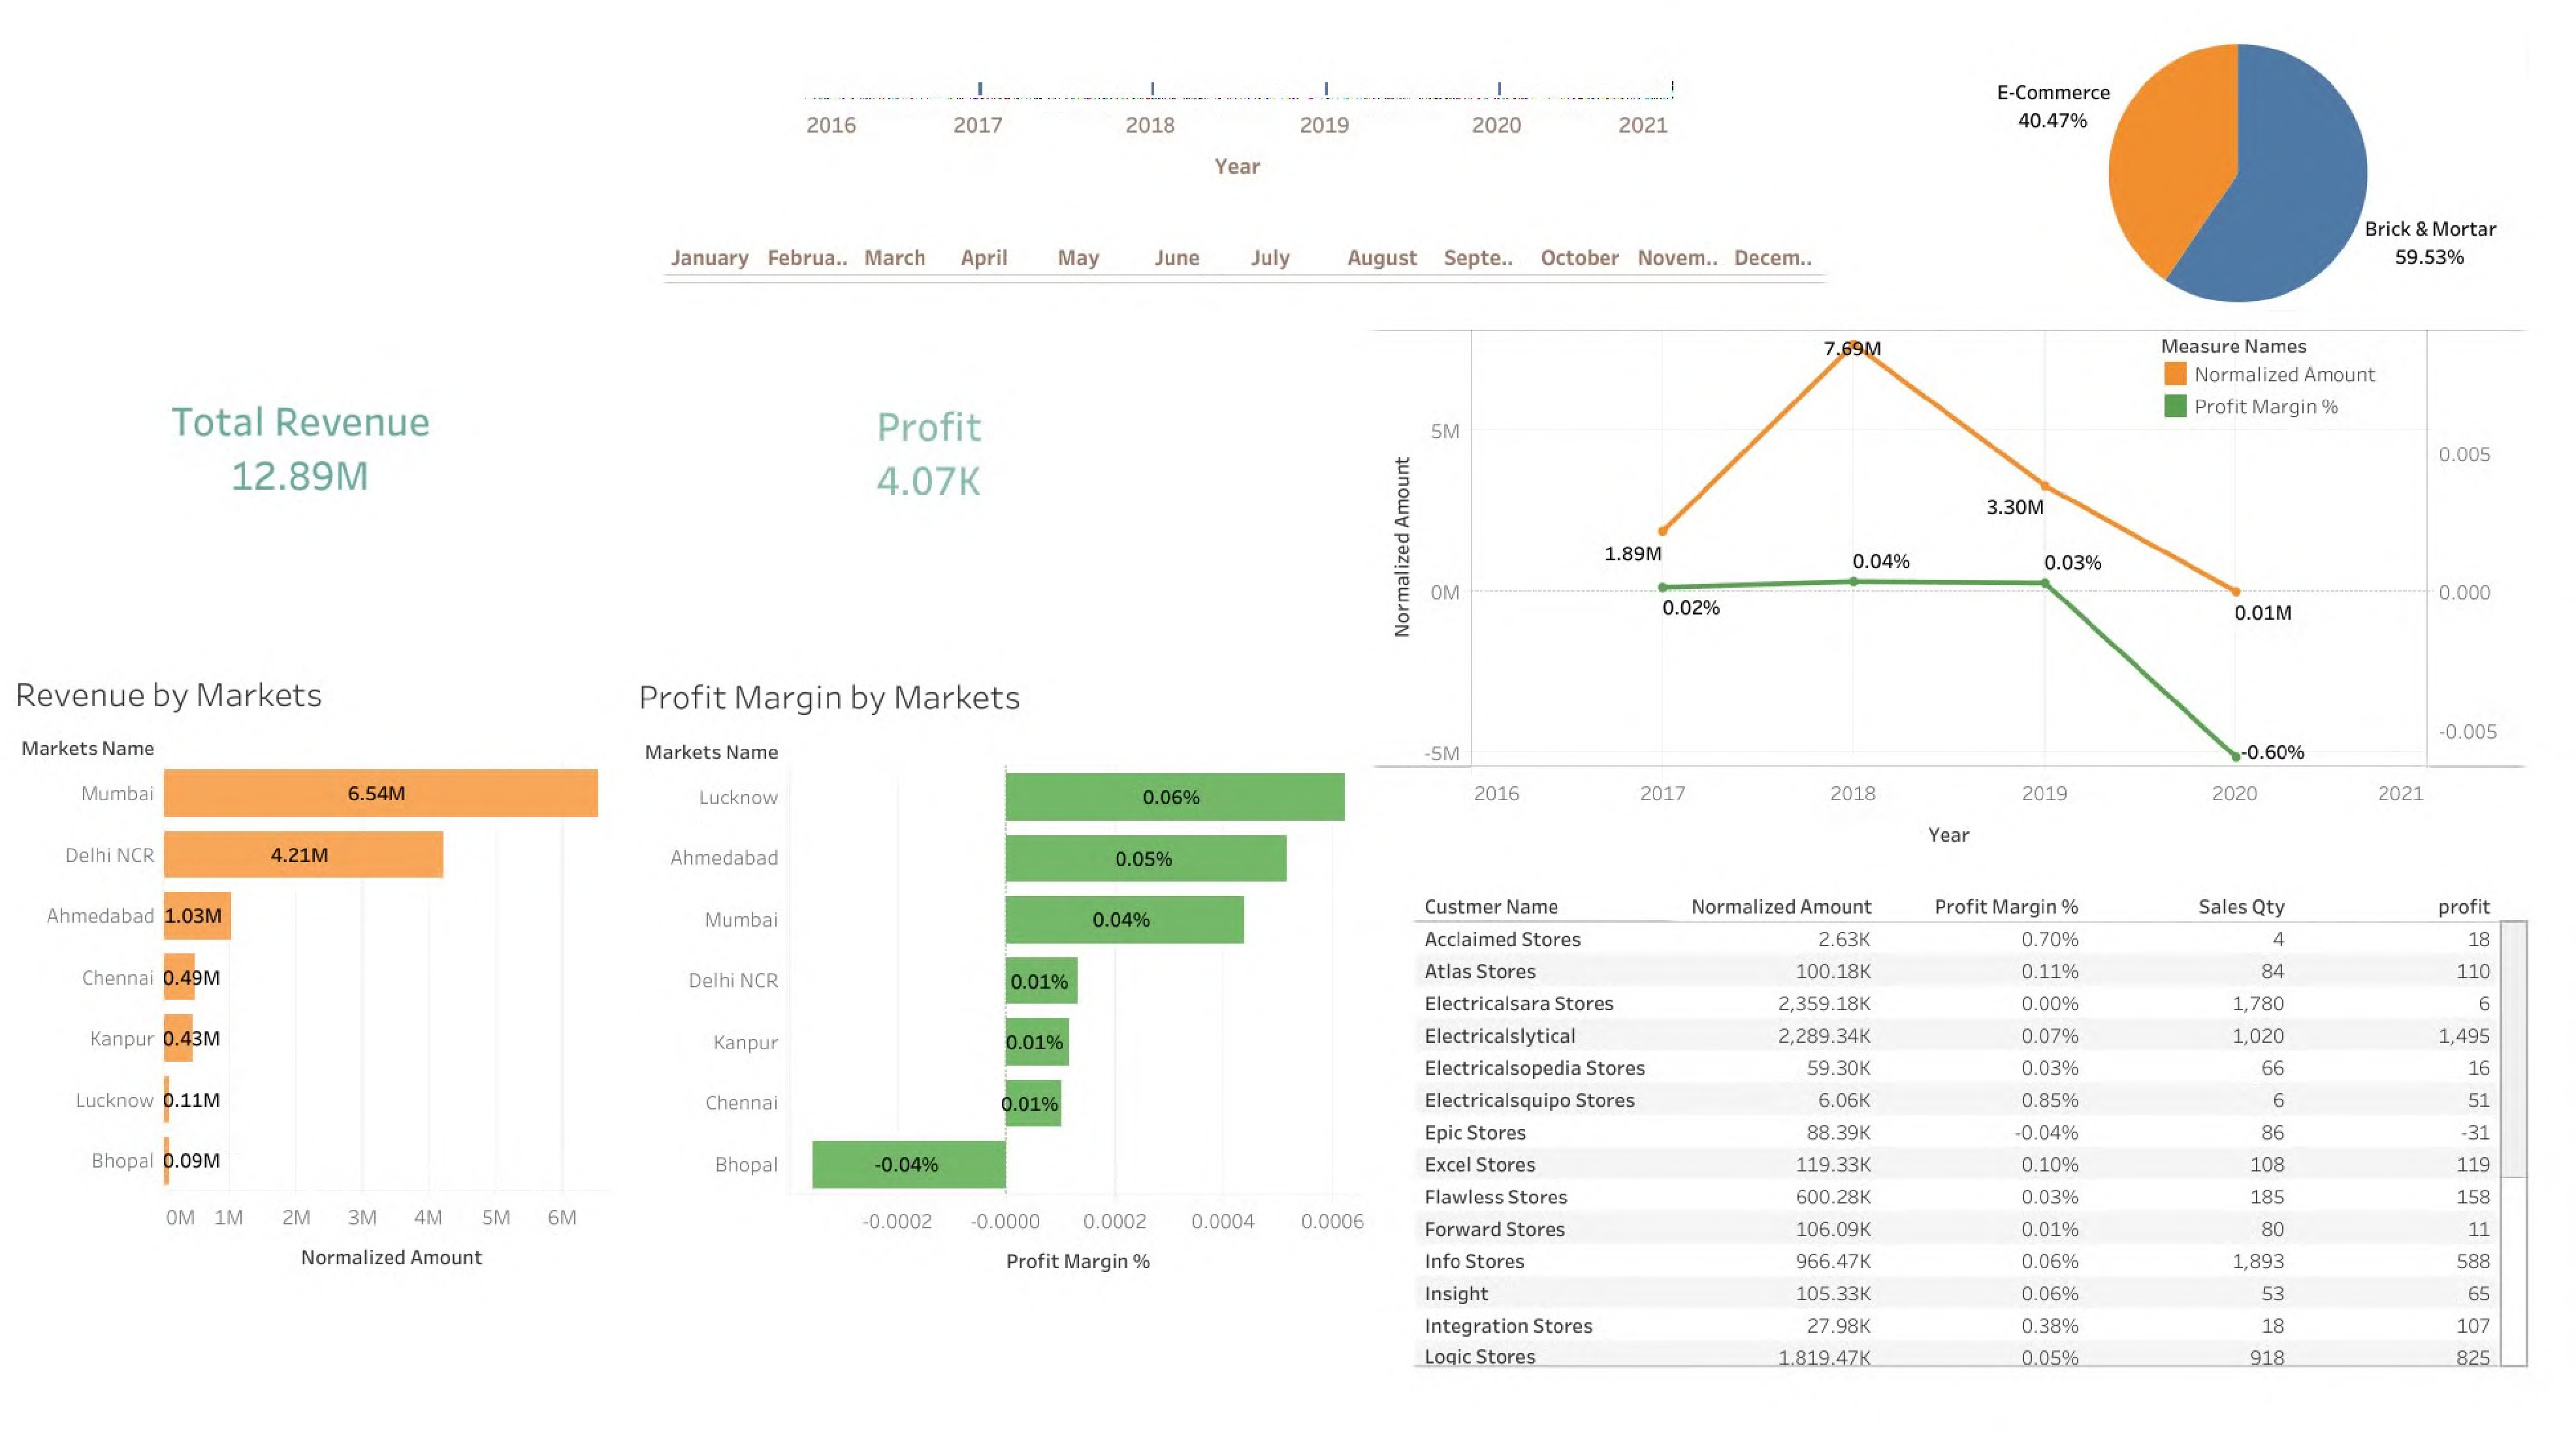 2016 2017 2018 2019 2020 2021
Year
January Februa.. March April May June July August Septe.. October Novem.. Decem..
E-Commerce
40.47%
Brick & Mortar
59.53%
Total Revenue
12.89M
Profit
4.07K
Measure Names
Normalized Amount
Profit Margin %
Normalized Amount
5M
0M
-5M
0.005
0.000
-0.005
7.69M
3.30M
1.89M
0.01M
0.02%
0.04%
0.03%
-0.60%
2016 2017 2018 2019 2020 2021
Year
Revenue by Markets
Markets Name
Mumbai 6.54M
Delhi NCR 4.21M
Ahmedabad 1.03M
Chennai 0.49M
Kanpur 0.43M
Lucknow 0.11M
Bhopal 0.09M
0M 1M 2M 3M 4M 5M 6M
Normalized Amount
Profit Margin by Markets
Markets Name
Lucknow 0.06%
Ahmedabad 0.05%
Mumbai 0.04%
Delhi NCR 0.01%
Kanpur 0.01%
Chennai 0.01%
Bhopal -0.04%
-0.0002 -0.0000 0.0002 0.0004 0.0006
Profit Margin %
Custmer Name Normalized Amount Profit Margin % Sales Qty profit
Acclaimed Stores 2.63K 0.70% 4 18
Atlas Stores 100.18K 0.11% 84 110
Electricalsara Stores 2,359.18K 0.00% 1,780 6
Electricalslytical 2,289.34K 0.07% 1,020 1,495
Electricalsopedia Stores 59.30K 0.03% 66 16
Electricalsquipo Stores 6.06K 0.85% 6 51
Epic Stores 88.39K -0.04% 86 -31
Excel Stores 119.33K 0.10% 108 119
Flawless Stores 600.28K 0.03% 185 158
Forward Stores 106.09K 0.01% 80 11
Info Stores 966.47K 0.06% 1,893 588
Insight 105.33K 0.06% 53 65
Integration Stores 27.98K 0.38% 18 107
Logic Stores 1,819.47K 0.05% 918 825